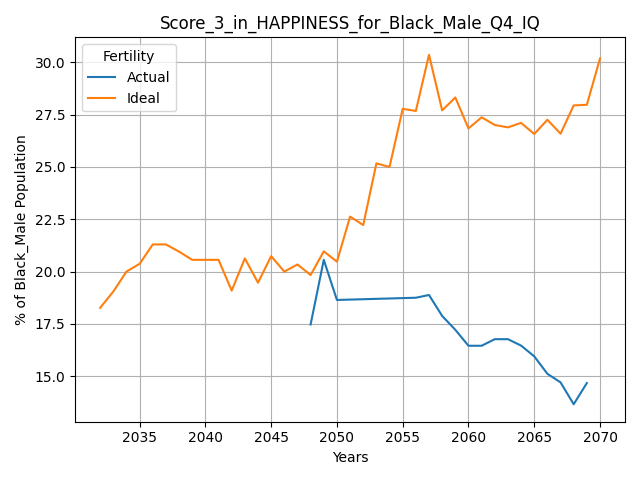 Score_3_in_HAPPINESS_for_Black_Male_Q4_IQ
Fertility
Actual
Ideal
% of Black_Male Population
30.0
27.5
25.0
22.5
20.0
17.5
15.0
2035 2040 2045 2050 2055 2060 2065 2070
Years